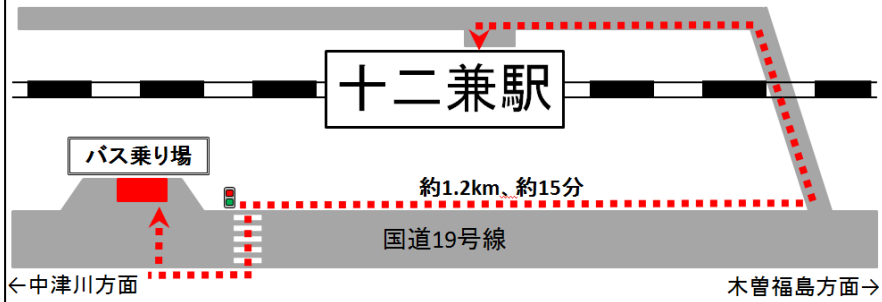 十二兼駅
バス乗り場
約1.2km、約15分
国道19号線
←中津川方面
木曽福島方面→